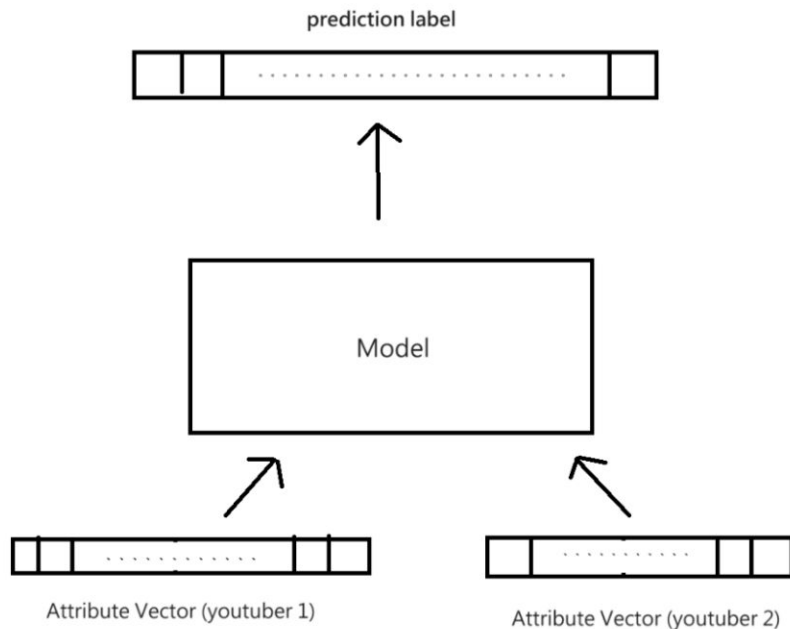 prediction label
Model
Attribute Vector (youtuber 1)
Attribute Vector (youtuber 2)